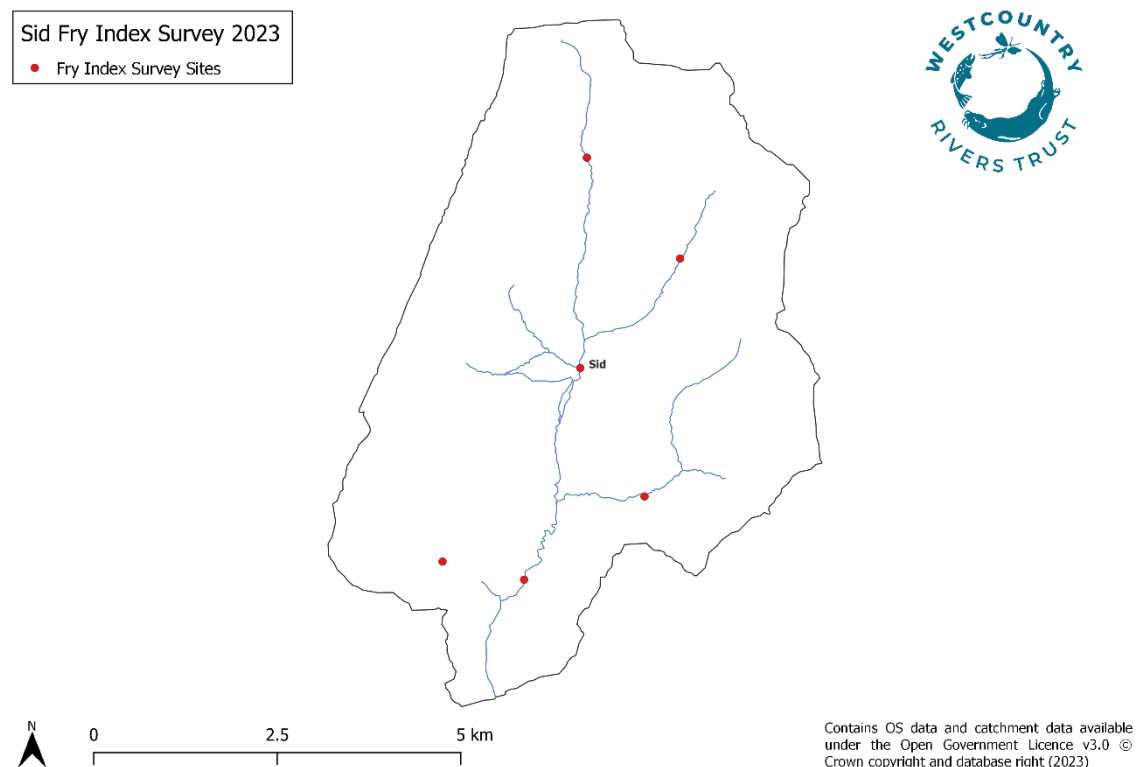 Sid Fry Index Survey 2023
Fry Index Survey Sites
WESTCOUNTRY
RIVERS TRUST
Sid
N
0 2.5 5 km
Contains OS data and catchment data available
under the Open Government Licence v3.0 ©
Crown copyright and database right (2023)